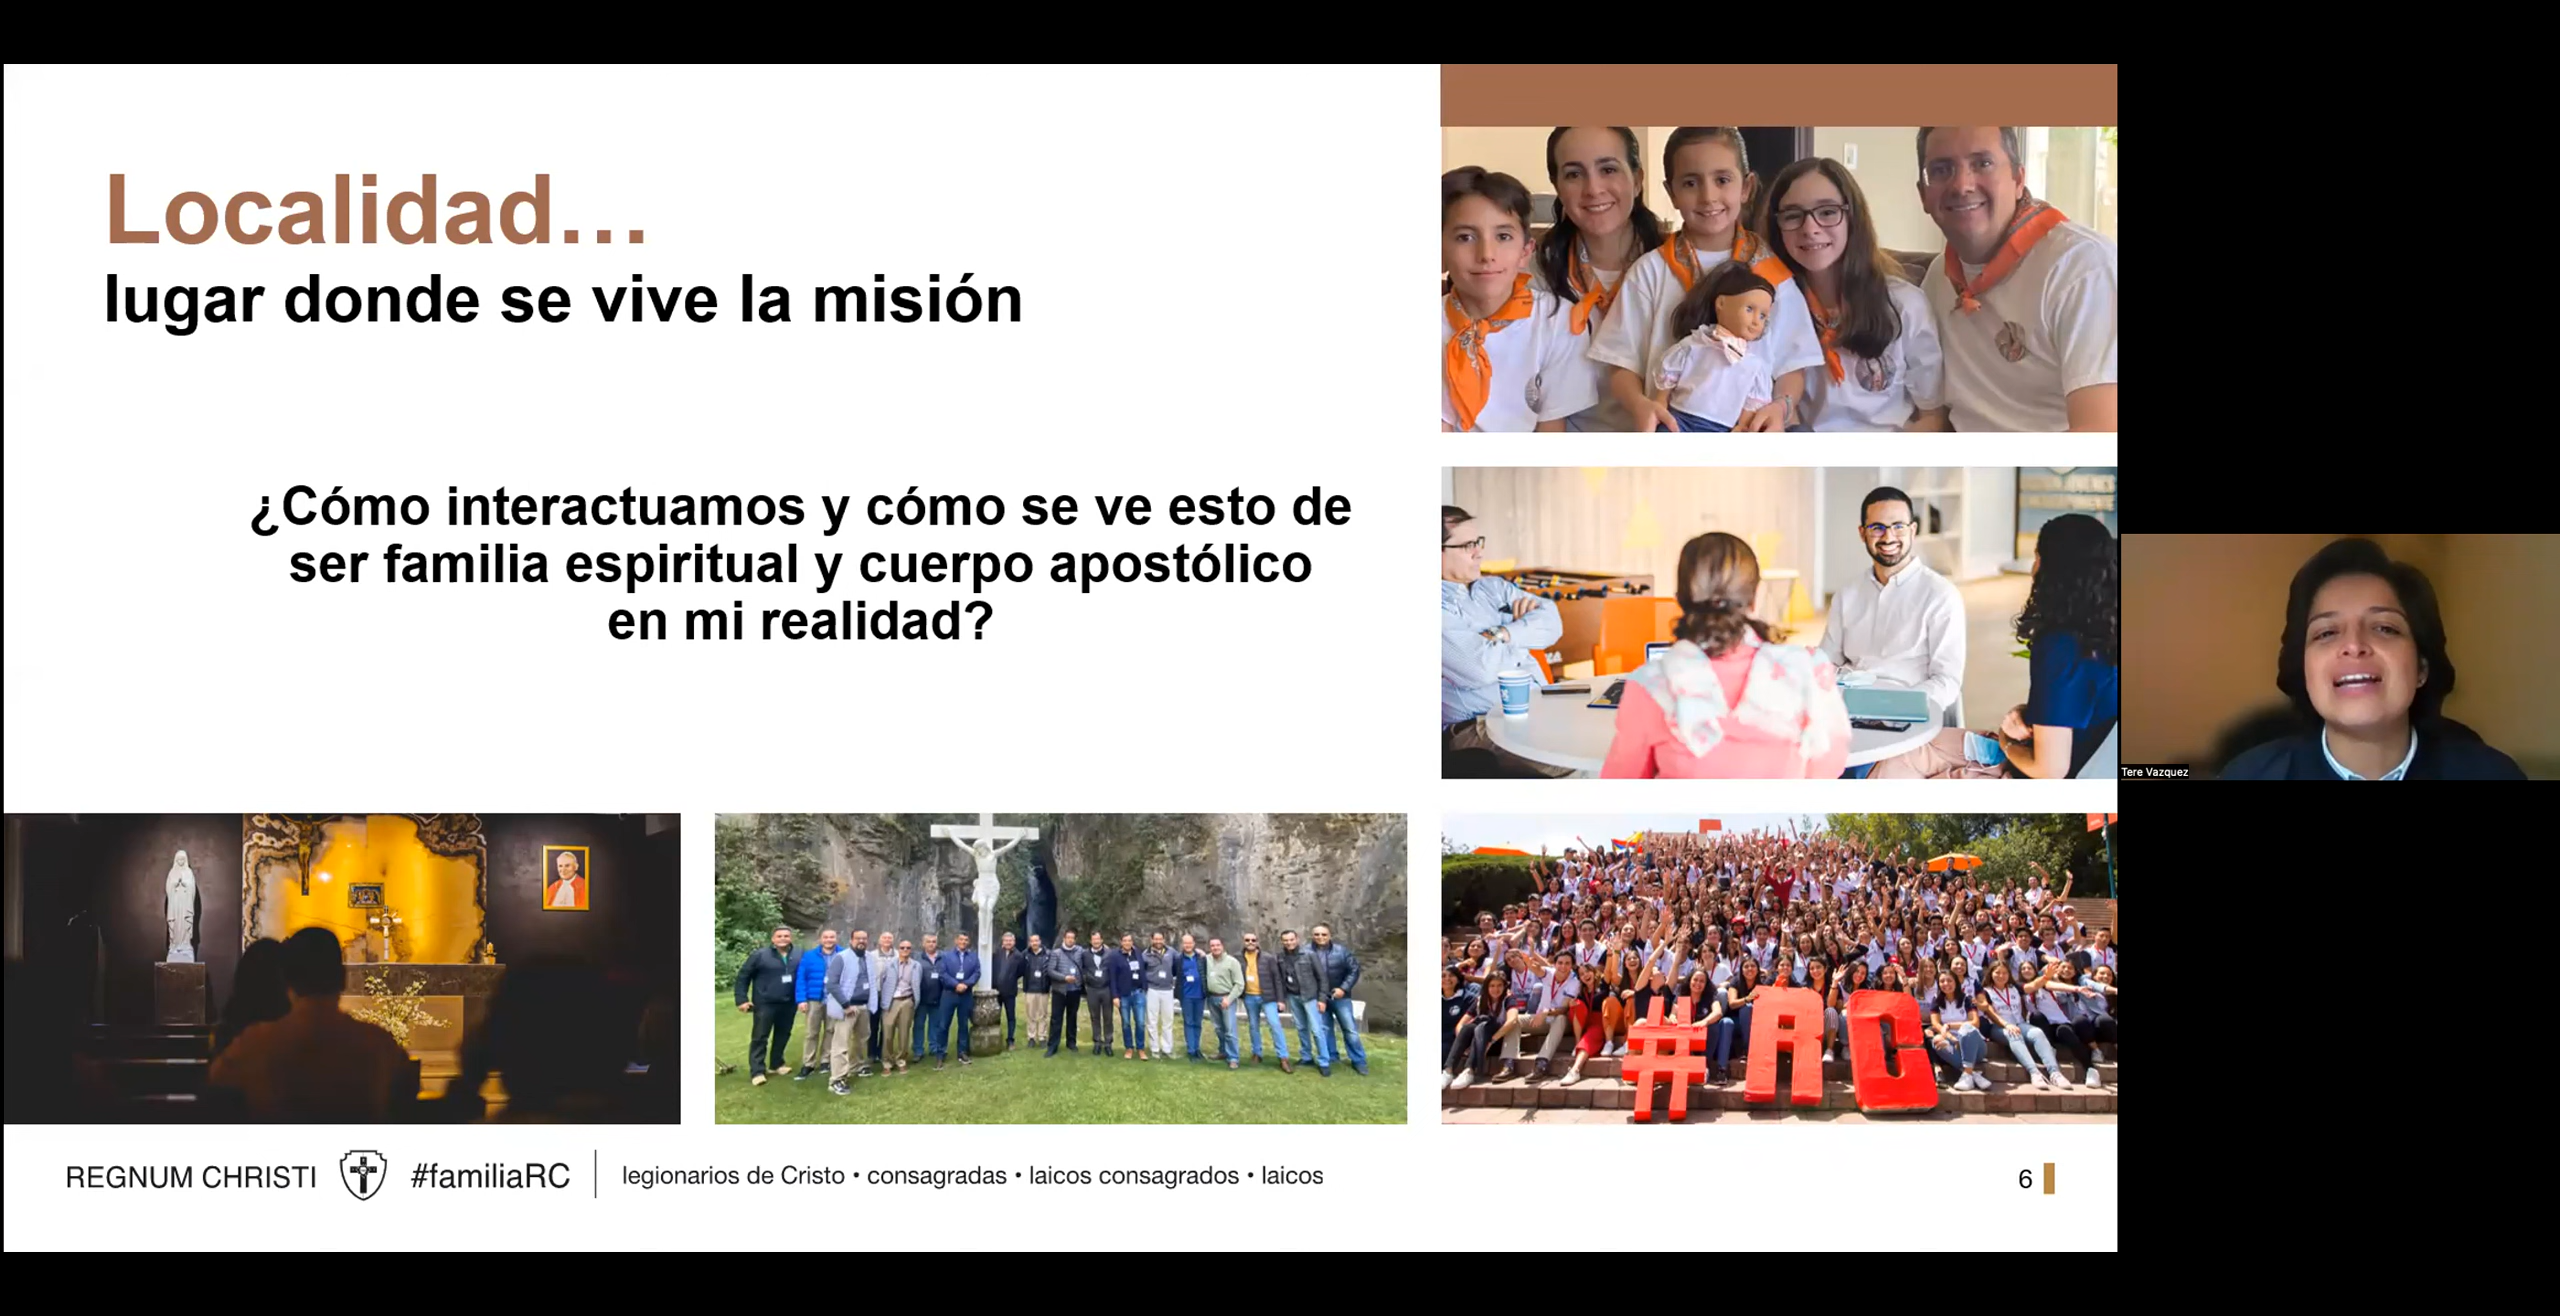 Localidad...
lugar donde se vive la misión
¿Cómo interactuamos y cómo se ve esto de
ser familia espiritual y cuerpo apostólico
en mi realidad?
Tere Vazquez
#RC
REGNUM CHRISTI #familiaRC legionarios de Cristo • consagradas • laicos consagrados • laicos
6